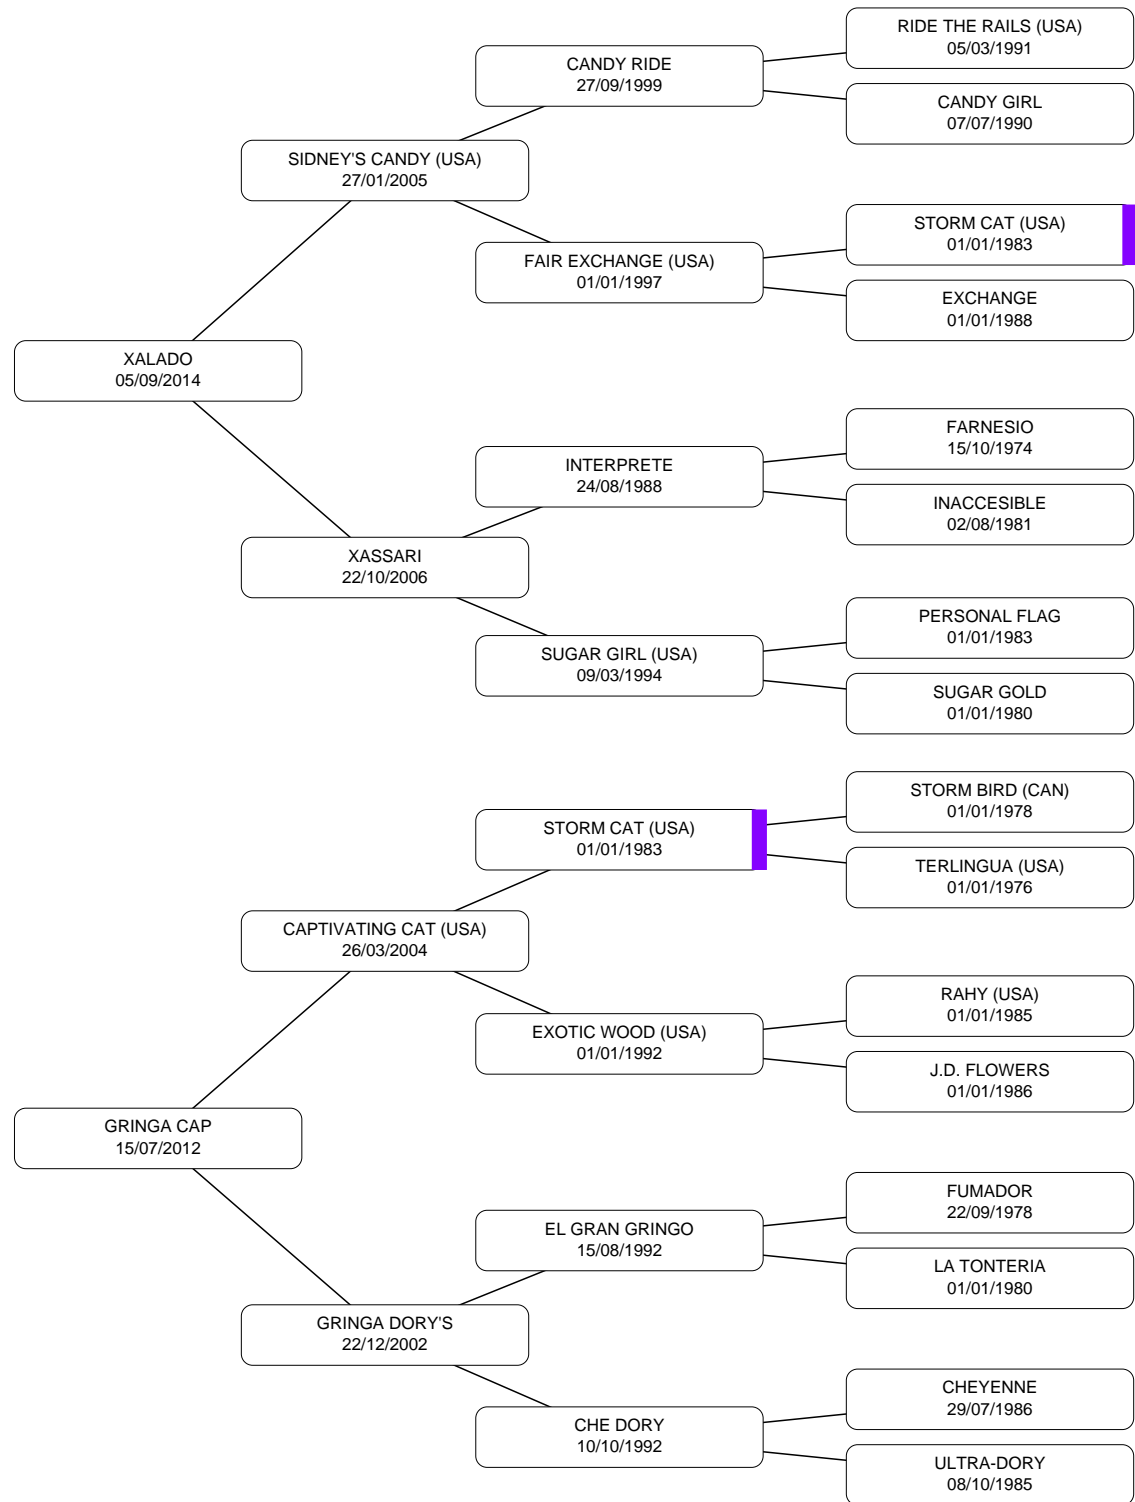 RIDE THE RAILS (USA)
05/03/1991
CANDY RIDE
27/09/1999
CANDY GIRL
07/07/1990
SIDNEY'S CANDY (USA)
27/01/2005
STORM CAT (USA)
01/01/1983
FAIR EXCHANGE (USA)
01/01/1997
EXCHANGE
01/01/1988
XALADO
05/09/2014
FARNESIO
15/10/1974
INTERPRETE
24/08/1988
INACCESIBLE
02/08/1981
XASSARI
22/10/2006
PERSONAL FLAG
01/01/1983
SUGAR GIRL (USA)
09/03/1994
SUGAR GOLD
01/01/1980
STORM BIRD (CAN)
01/01/1978
STORM CAT (USA)
01/01/1983
TERLINGUA (USA)
01/01/1976
CAPTIVATING CAT (USA)
26/03/2004
RAHY (USA)
01/01/1985
EXOTIC WOOD (USA)
01/01/1992
J.D. FLOWERS
01/01/1986
GRINGA CAP
15/07/2012
FUMADOR
22/09/1978
EL GRAN GRINGO
15/08/1992
LA TONTERIA
01/01/1980
GRINGA DORY'S
22/12/2002
CHEYENNE
29/07/1986
CHE DORY
10/10/1992
ULTRA-DORY
08/10/1985